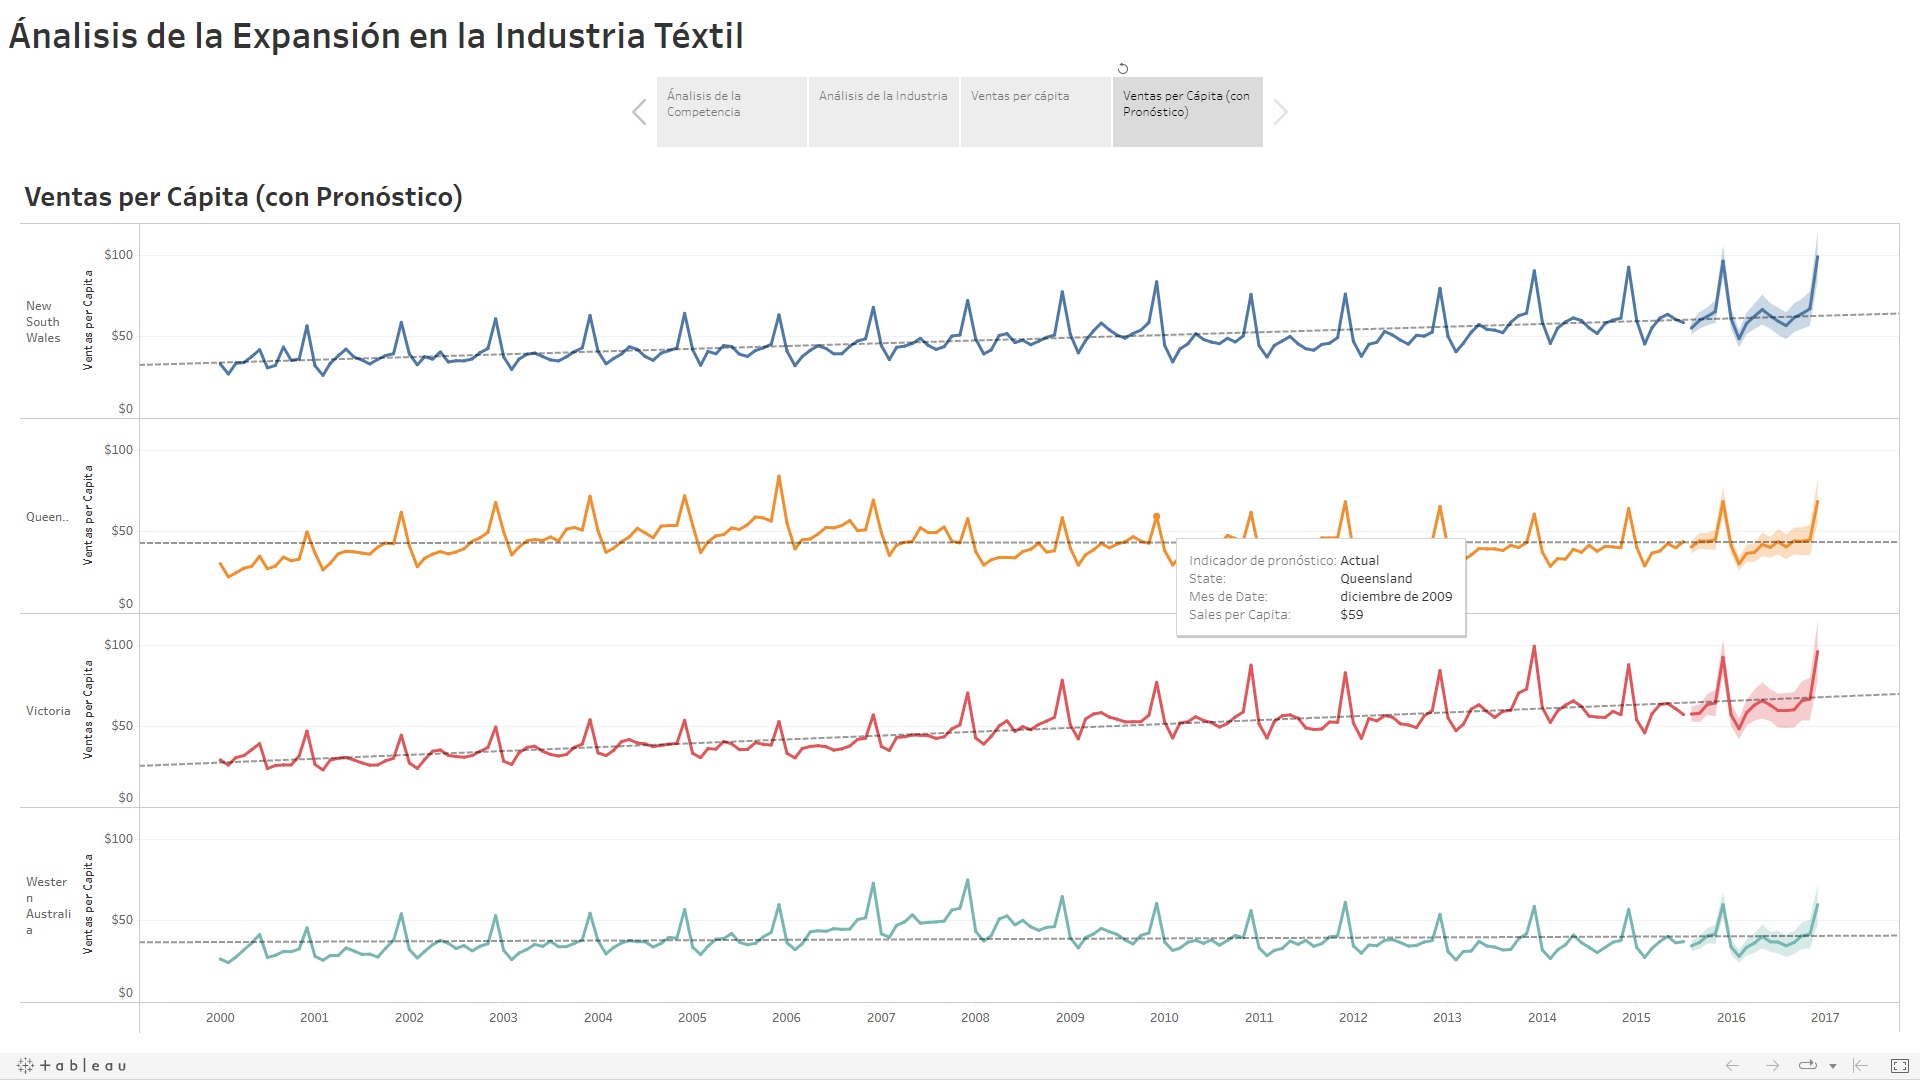 Ánalisis de la Expansión en la Industria Téxtil
Ánalisis de la
Competencia
Análisis de la Industria
Ventas per cápita
Ventas per Cápita (con
Pronóstico)
Ventas per Cápita (con Pronóstico)
New
South
Wales
Ventas per Capita
$100
$50
$0
Queen..
Ventas per Capita
$100
$50
$0
Indicador de pronóstico: Actual
State: Queensland
Mes de Date: diciembre de 2009
Sales per Capita: $59
Victoria
Ventas per Capita
$100
$50
$0
Wester
n
Australi
a
Ventas per Capita
$100
$50
$0
2000 2001 2002 2003 2004 2005 2006 2007 2008 2009 2010 2011 2012 2013 2014 2015 2016 2017
+ableau